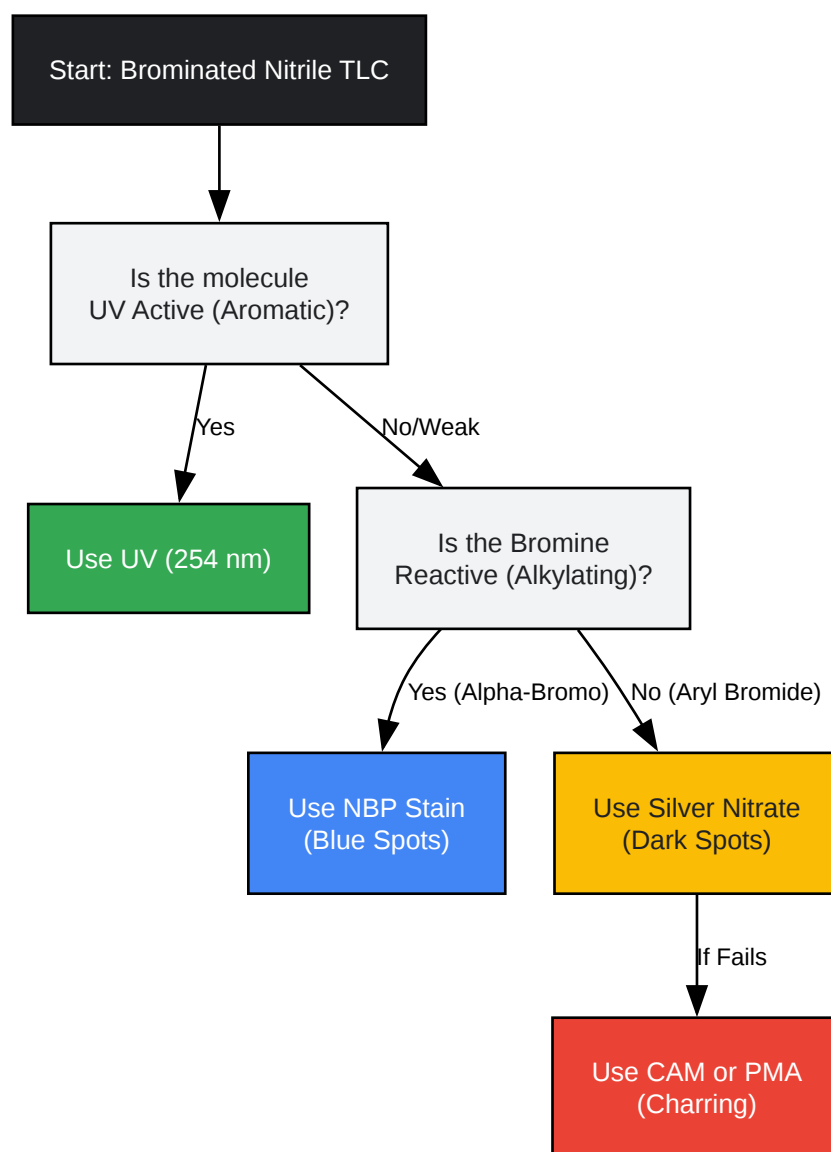 Start: Brominated Nitrile TLC
Is the molecule
UV Active (Aromatic)?
Yes
No/Weak
Use UV (254 nm)
Is the Bromine
Reactive (Alkylating)?
Yes (Alpha-Bromo)
No (Aryl Bromide)
Use NBP Stain
(Blue Spots)
Use Silver Nitrate
(Dark Spots)
If Fails
Use CAM or PMA
(Charring)